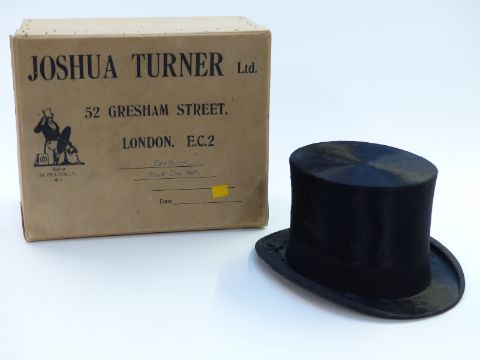 JOSHUA TURNER Ltd.
52 GRESHAM STREET,
LONDON, E.C.2
Date